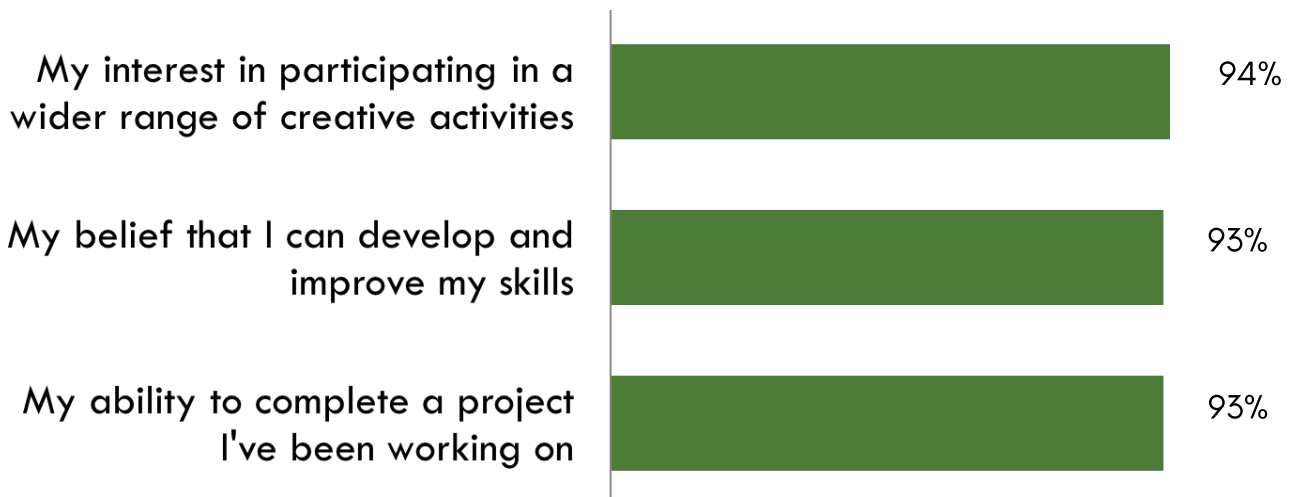 My interest in participating in a
wider range of creative activities
94%
My belief that I can develop and
improve my skills
93%
My ability to complete a project
I've been working on
93%